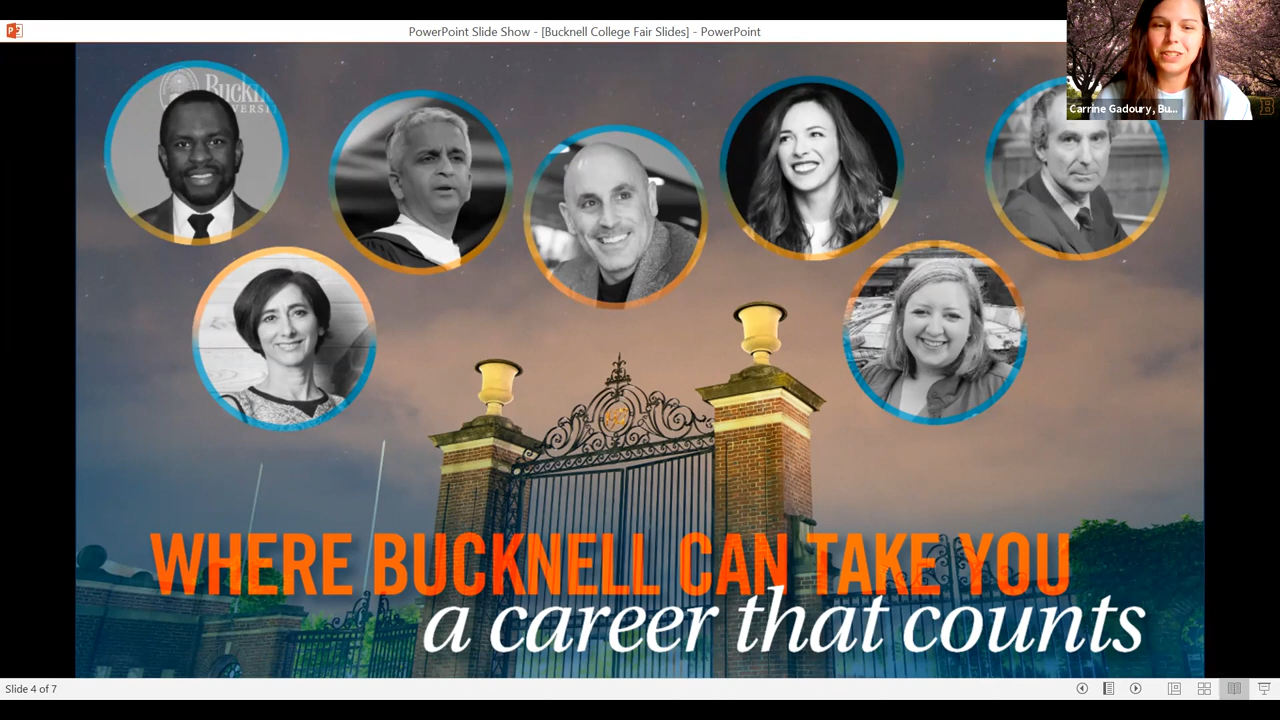 PowerPoint Slide Show - [Bucknell College Fair Slides] - PowerPoint
Carrine Gadoury, Bu...
WHERE BUCKNELL CAN TAKE YOU
a career that counts
Slide 4 of 7